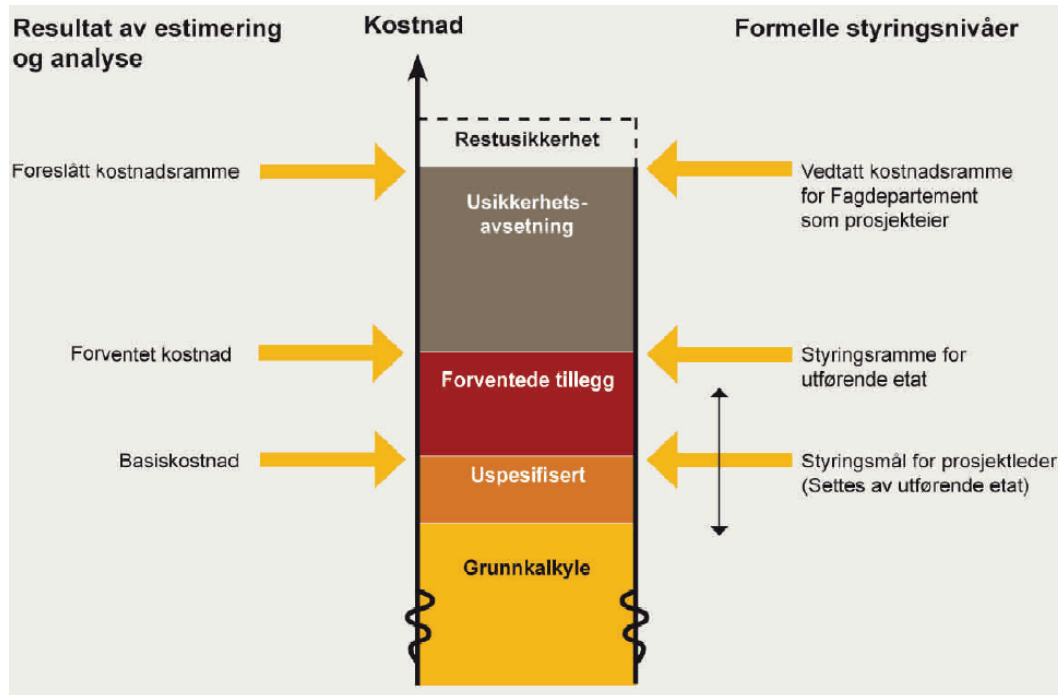 Resultat av estimering
og analyse
Kostnad
Formelle styringsnivåer
Restusikkerhet
Foreslått kostnadsramme
Vedtatt kostnadsramme
for Fagdepartement
som prosjekteier
Usikkerhets-
avsetning
Forventet kostnad
Styringsramme for
utførende etat
Forventede tillegg
Basiskostnad
Styringsmål for prosjektleder
(Settes av utførende etat)
Uspesifisert
Grunnkalkyle